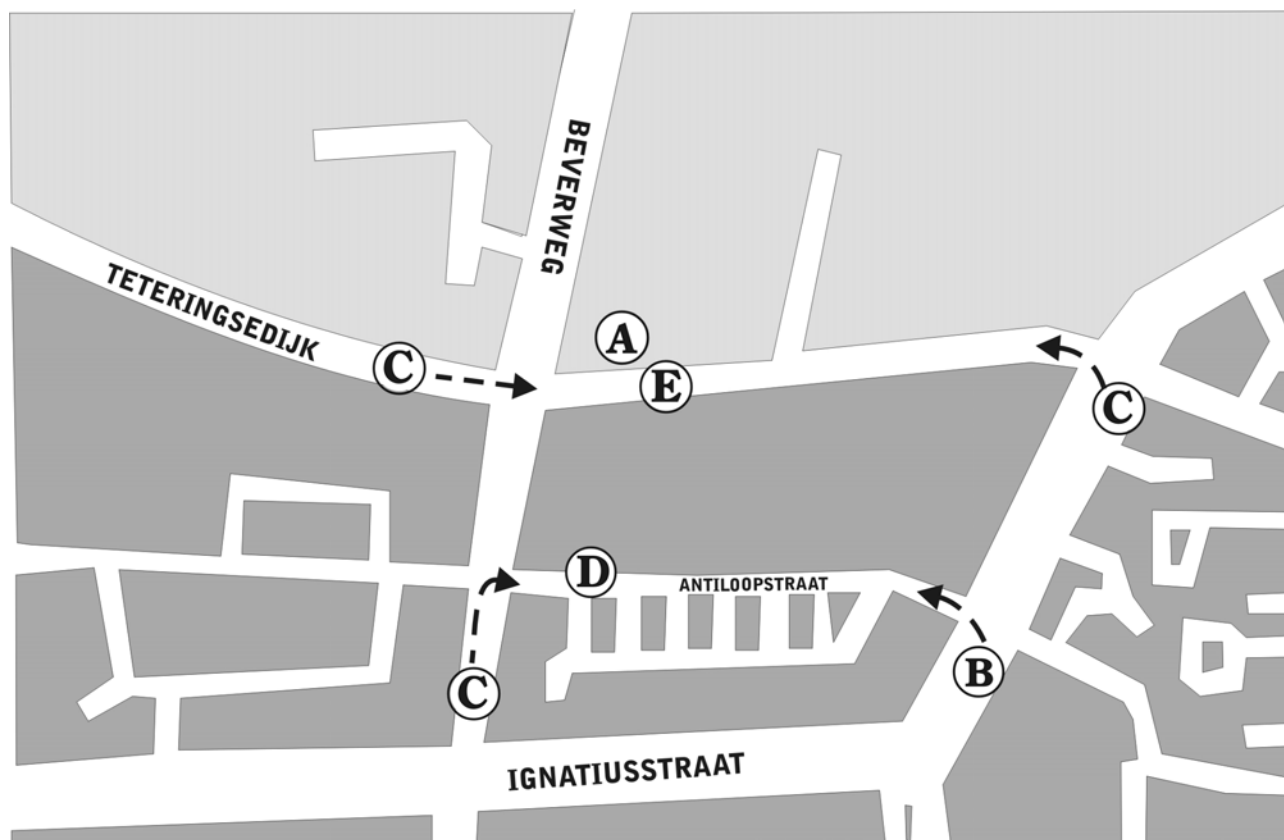 BEVERWEG
TETERINGSEDIJK
A
C
E
C
D
ANTILOOPSTRAAT
B
C
IGNATIUSSTRAAT